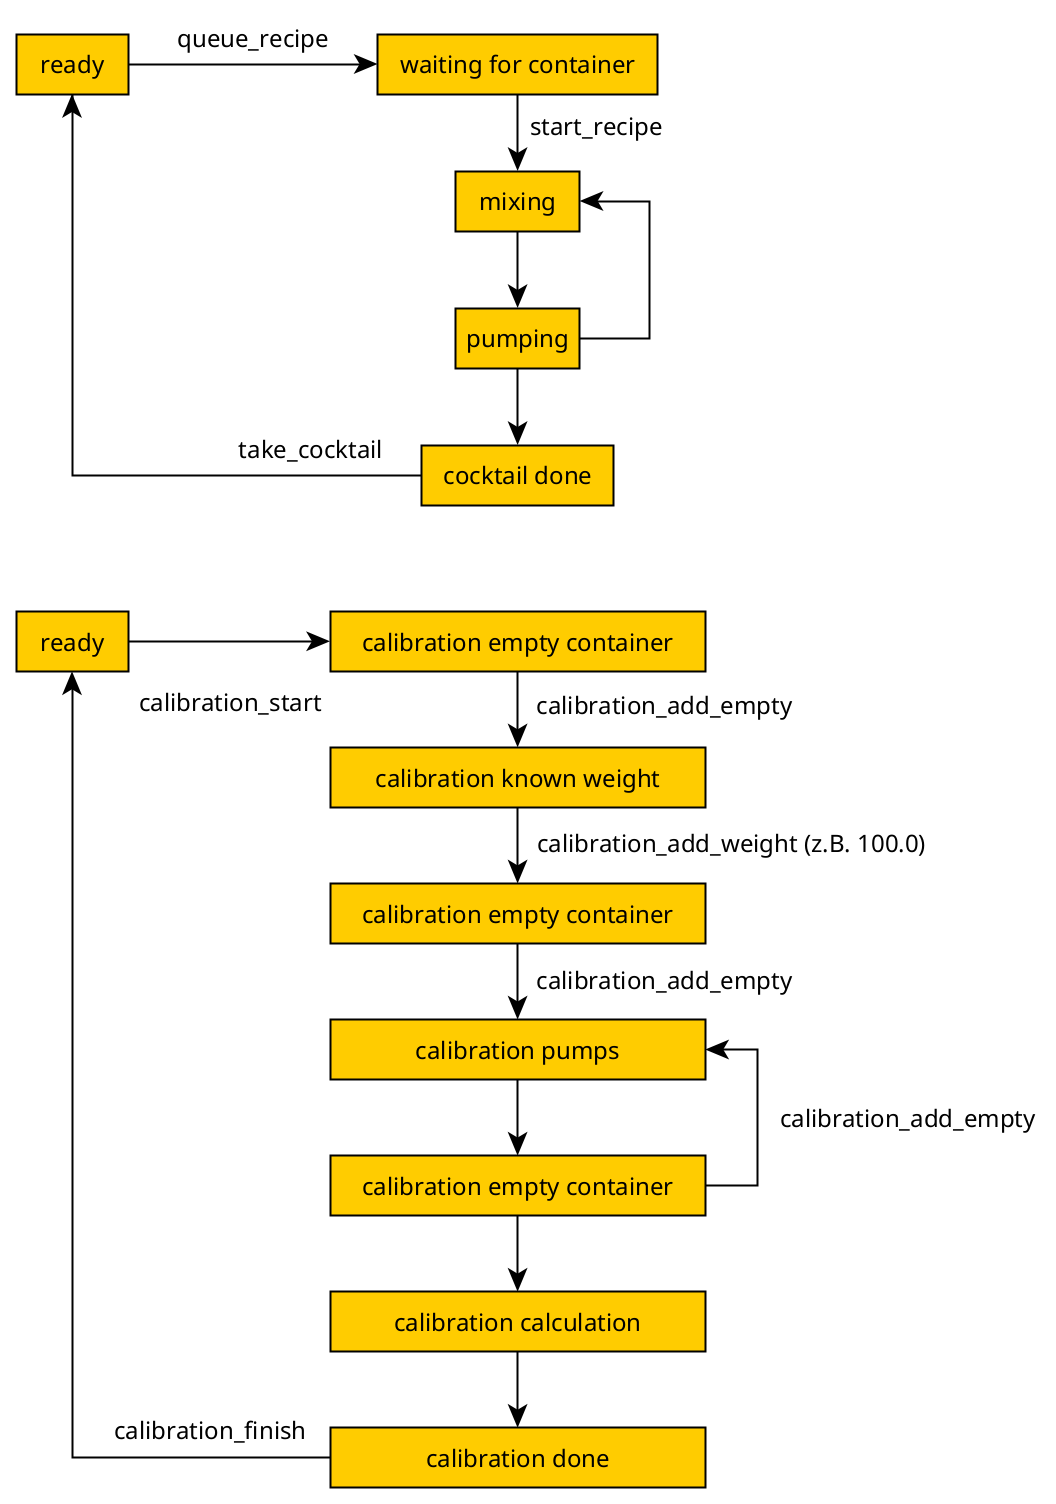 queue_recipe
ready
waiting for container
start_recipe
mixing
pumping
take_cocktail
cocktail done
ready
calibration empty container
calibration_start
calibration_add_empty
calibration known weight
calibration_add_weight (z.B. 100.0)
calibration empty container
calibration_add_empty
calibration pumps
calibration_add_empty
calibration empty container
calibration calculation
calibration_finish
calibration done